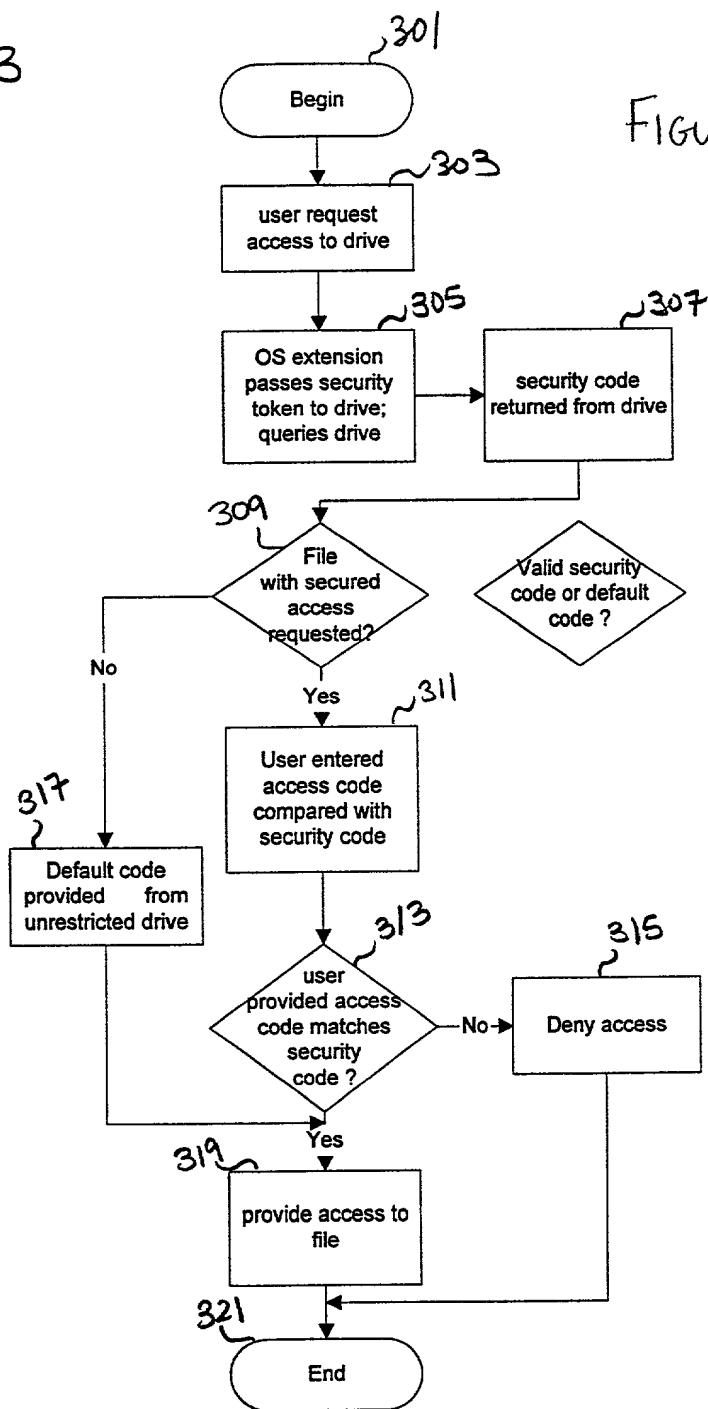 3
301
Begin
FIGU
303
user request
access to drive
305
OS extension
passes security
token to drive;
queries drive
307
security code
returned from drive
309
File
with secured
access
requested?
Valid security
code or default
code ?
No
Yes
311
User entered
access code
compared with
security code
317
Default code
provided from
unrestricted drive
313
user
provided access
code matches
security
code ?
No
315
Deny access
Yes
319
provide access to
file
321
End